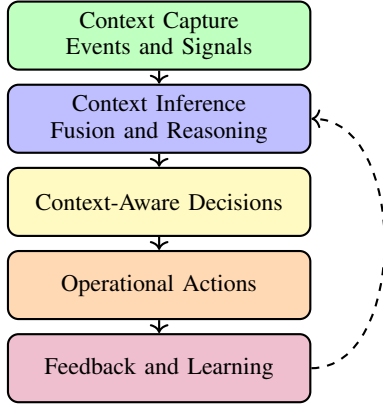 Context Capture
Events and Signals
Context Inference
Fusion and Reasoning
Context-Aware Decisions
Operational Actions
Feedback and Learning